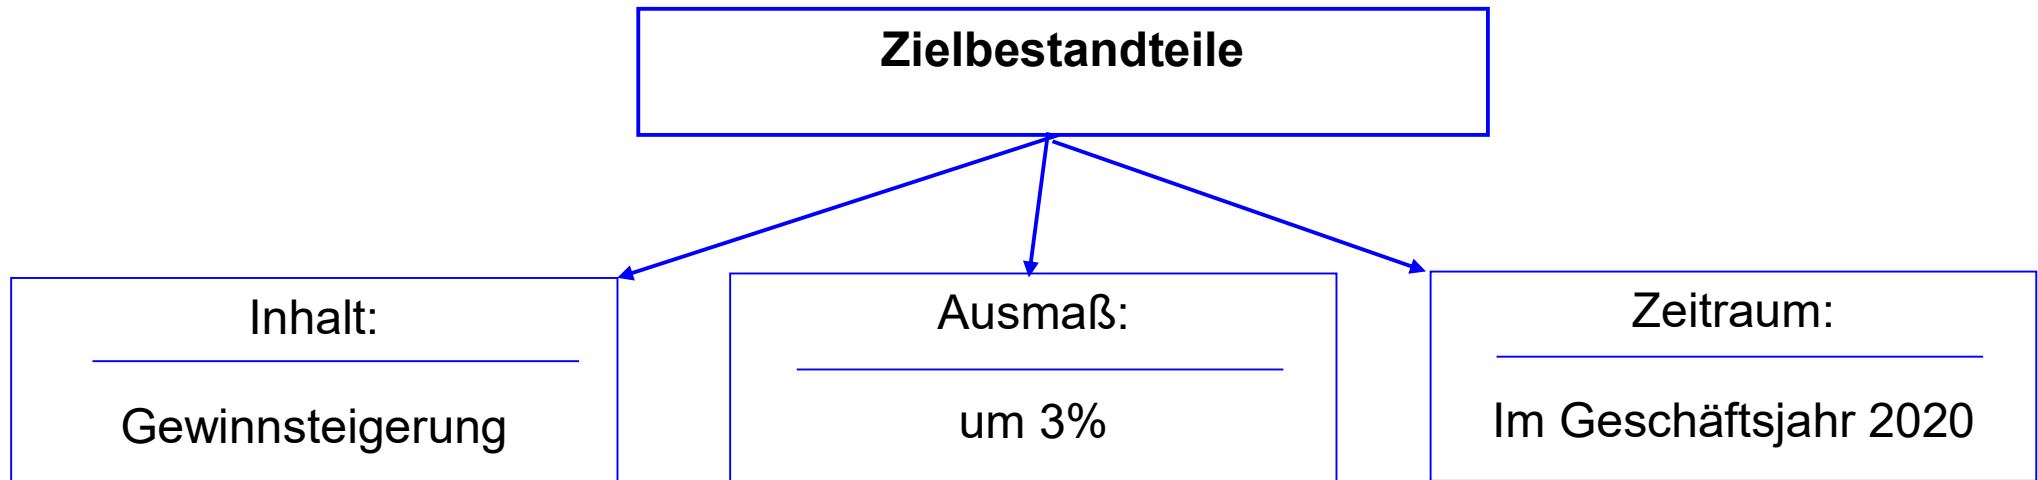 Zielbestandteile
Inhalt:
Gewinnsteigerung
Ausmaß:
um 3%
Zeitraum:
Im Geschäftsjahr 2020